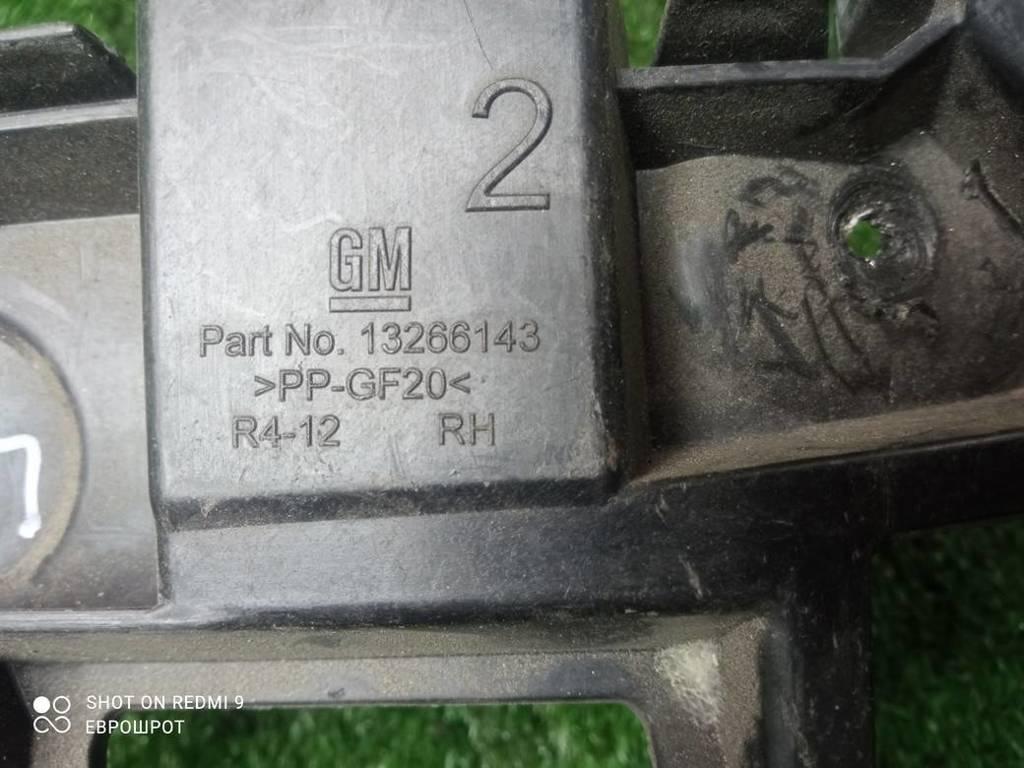 2
GM
Part No. 13266143
>PP-GF20<
R4-12 RH
SHOT ON REDMI 9
ЕВРОШРОТ